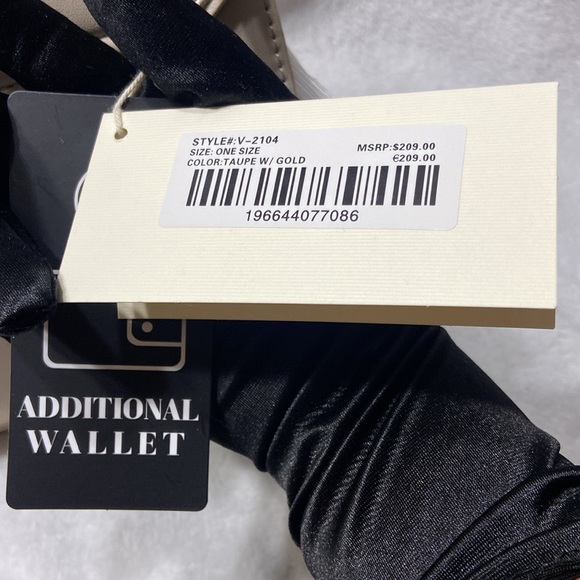 STYLE#:V-2104
SIZE: ONE SIZE
COLOR:TAUPE W/ GOLD
MSRP:$209.00
€209.00
196644077086
ADDITIONAL
WALLET